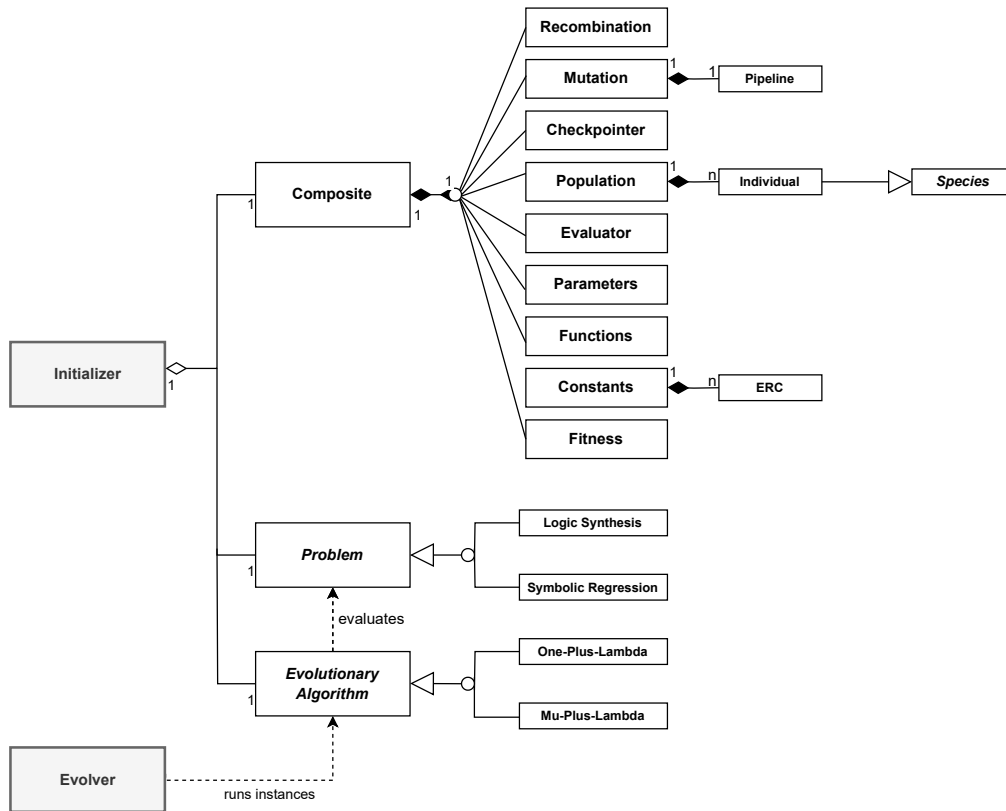 Recombination
1
Mutation
1
Pipeline
Checkpointer
1
Composite
1
1
1
Population
n
Individual
Species
Evaluator
Parameters
Functions
Initializer
1
1
Constants
n
ERC
Fitness
Logic Synthesis
Problem
1
Symbolic Regression
evaluates
One-Plus-Lambda
Evolutionary
Algorithm
1
Mu-Plus-Lambda
Evolver
runs instances